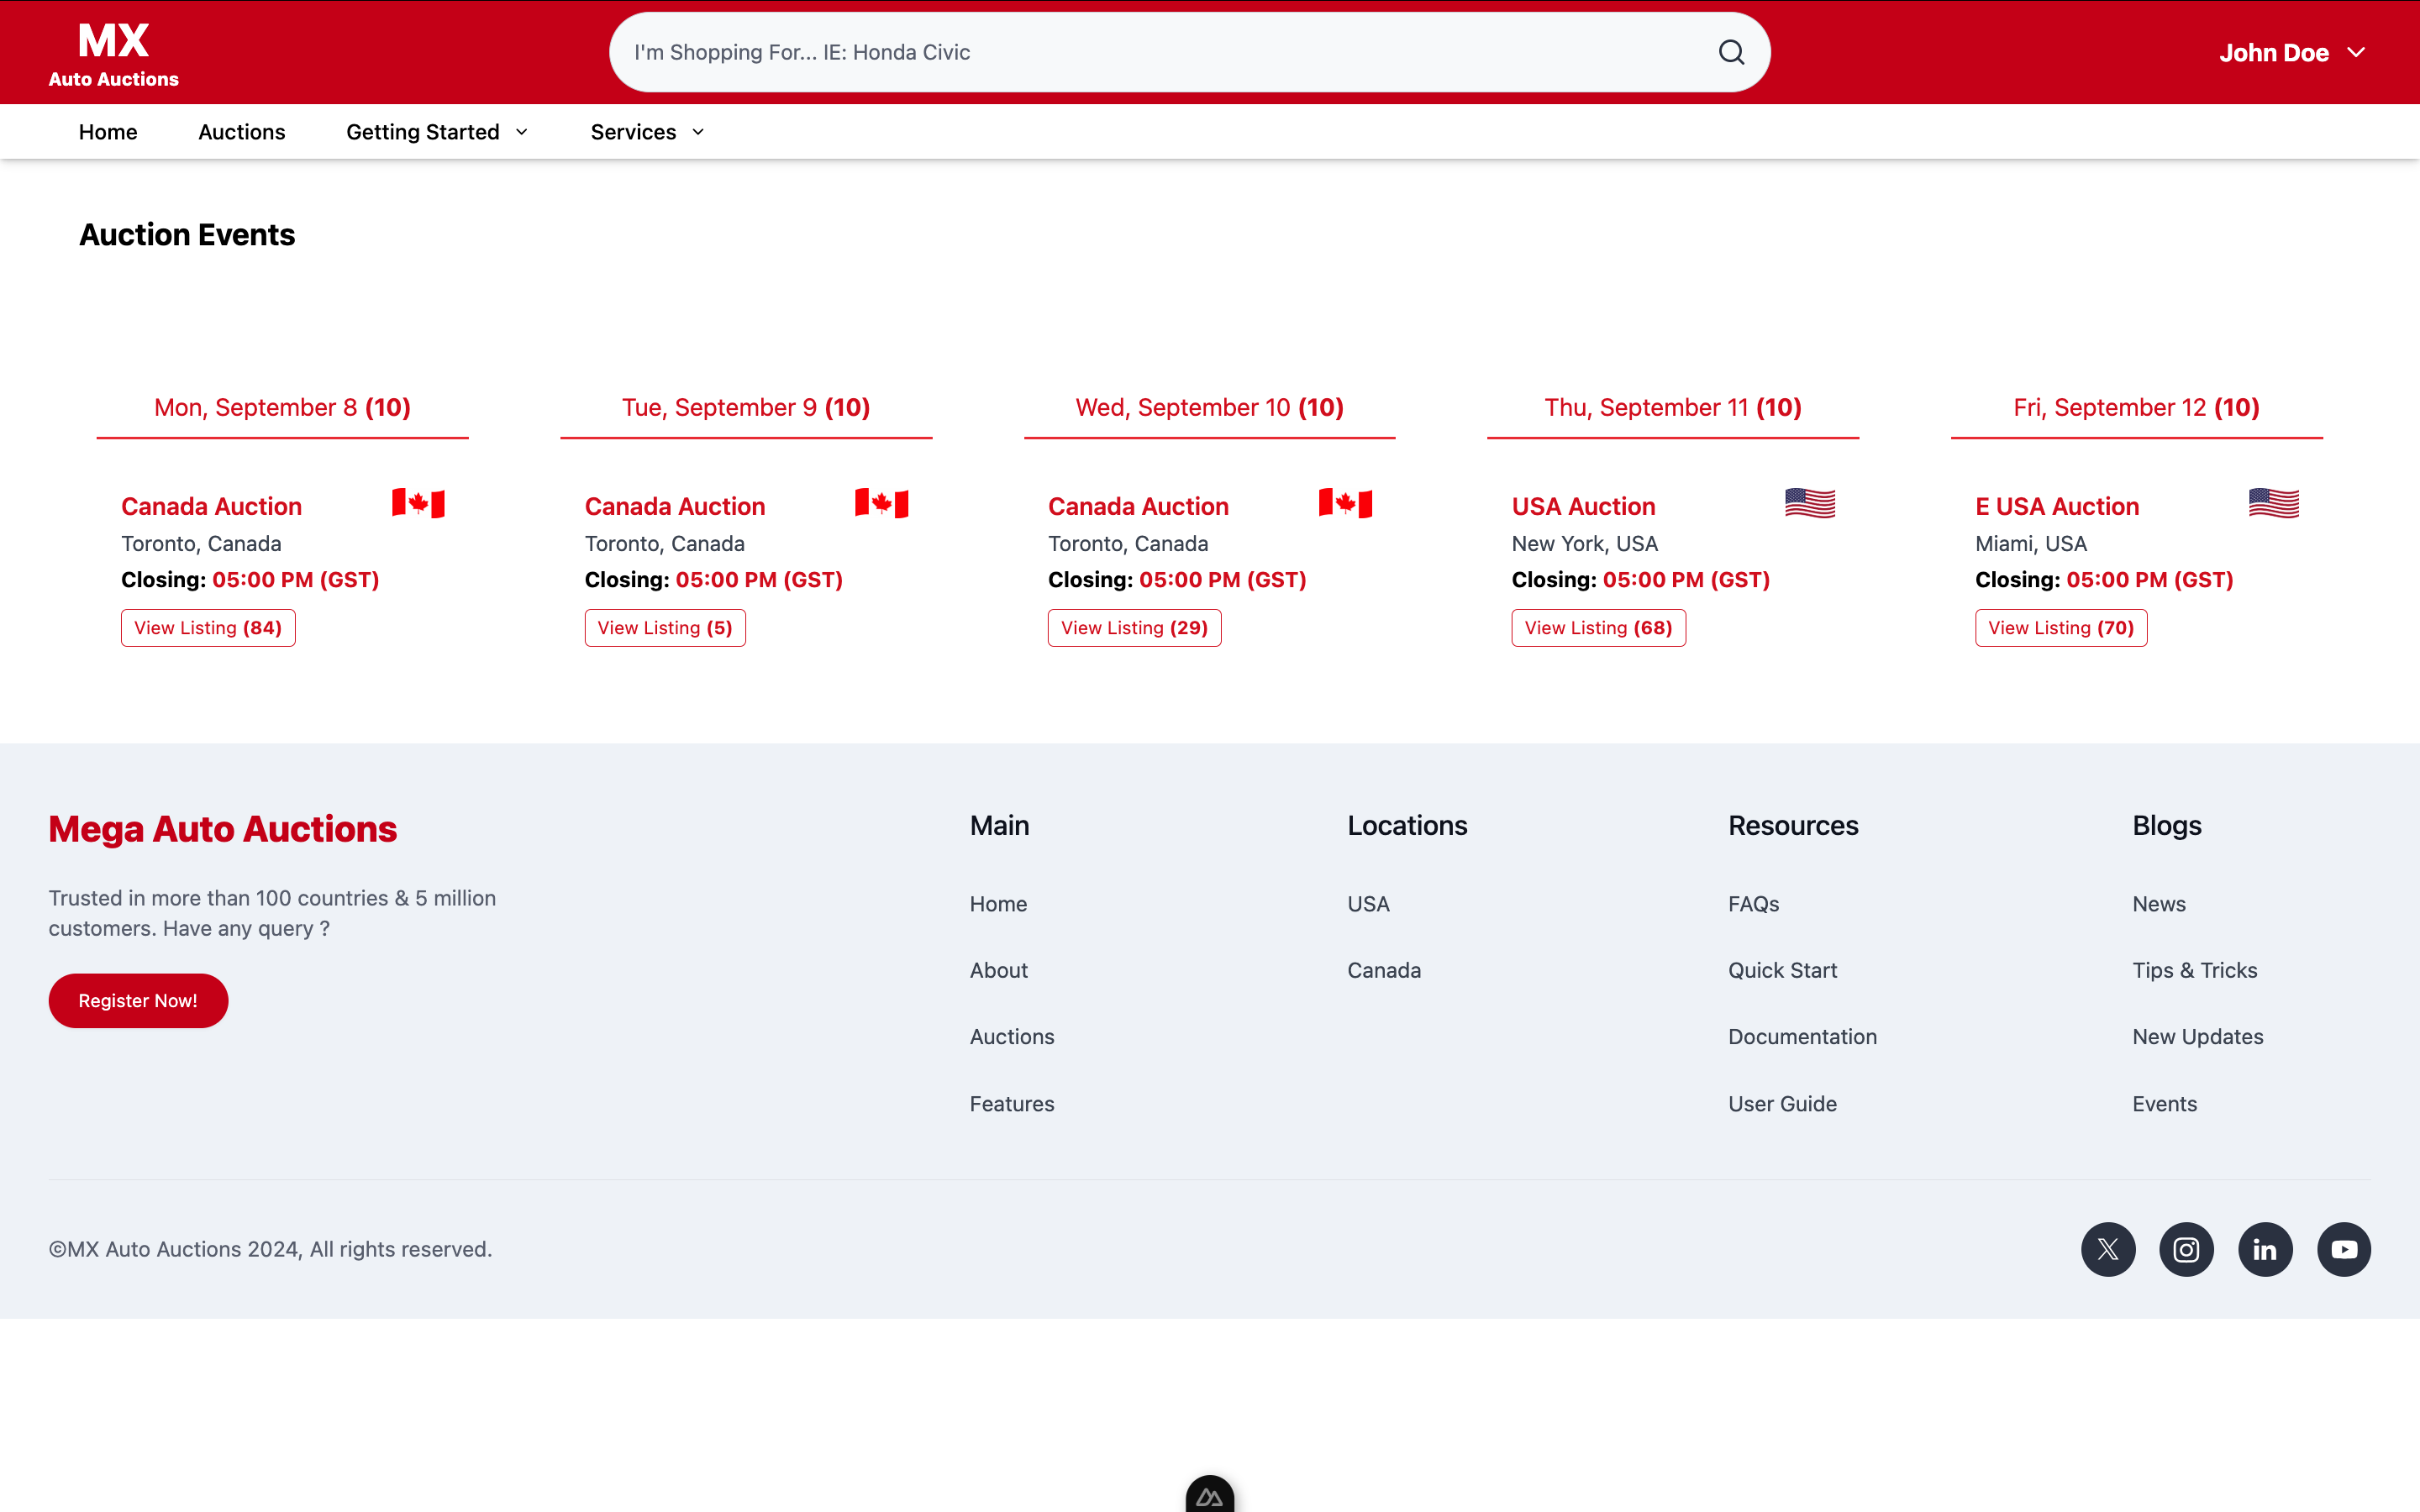 MX
Auto Auctions
I'm Shopping For... IE: Honda Civic
John Doe
Home
Auctions
Getting Started
Services
Auction Events
Mon, September 8 (10)
Canada Auction
Toronto, Canada
Closing: 05:00 PM (GST)
View Listing (84)
Tue, September 9 (10)
Canada Auction
Toronto, Canada
Closing: 05:00 PM (GST)
View Listing (5)
Wed, September 10 (10)
Canada Auction
Toronto, Canada
Closing: 05:00 PM (GST)
View Listing (29)
Thu, September 11 (10)
USA Auction
New York, USA
Closing: 05:00 PM (GST)
View Listing (68)
Fri, September 12 (10)
E USA Auction
Miami, USA
Closing: 05:00 PM (GST)
View Listing (70)
Mega Auto Auctions
Trusted in more than 100 countries & 5 million
customers. Have any query ?
Register Now!
Main
Home
About
Auctions
Features
Locations
USA
Canada
Resources
FAQs
Quick Start
Documentation
User Guide
Blogs
News
Tips & Tricks
New Updates
Events
©MX Auto Auctions 2024, All rights reserved.